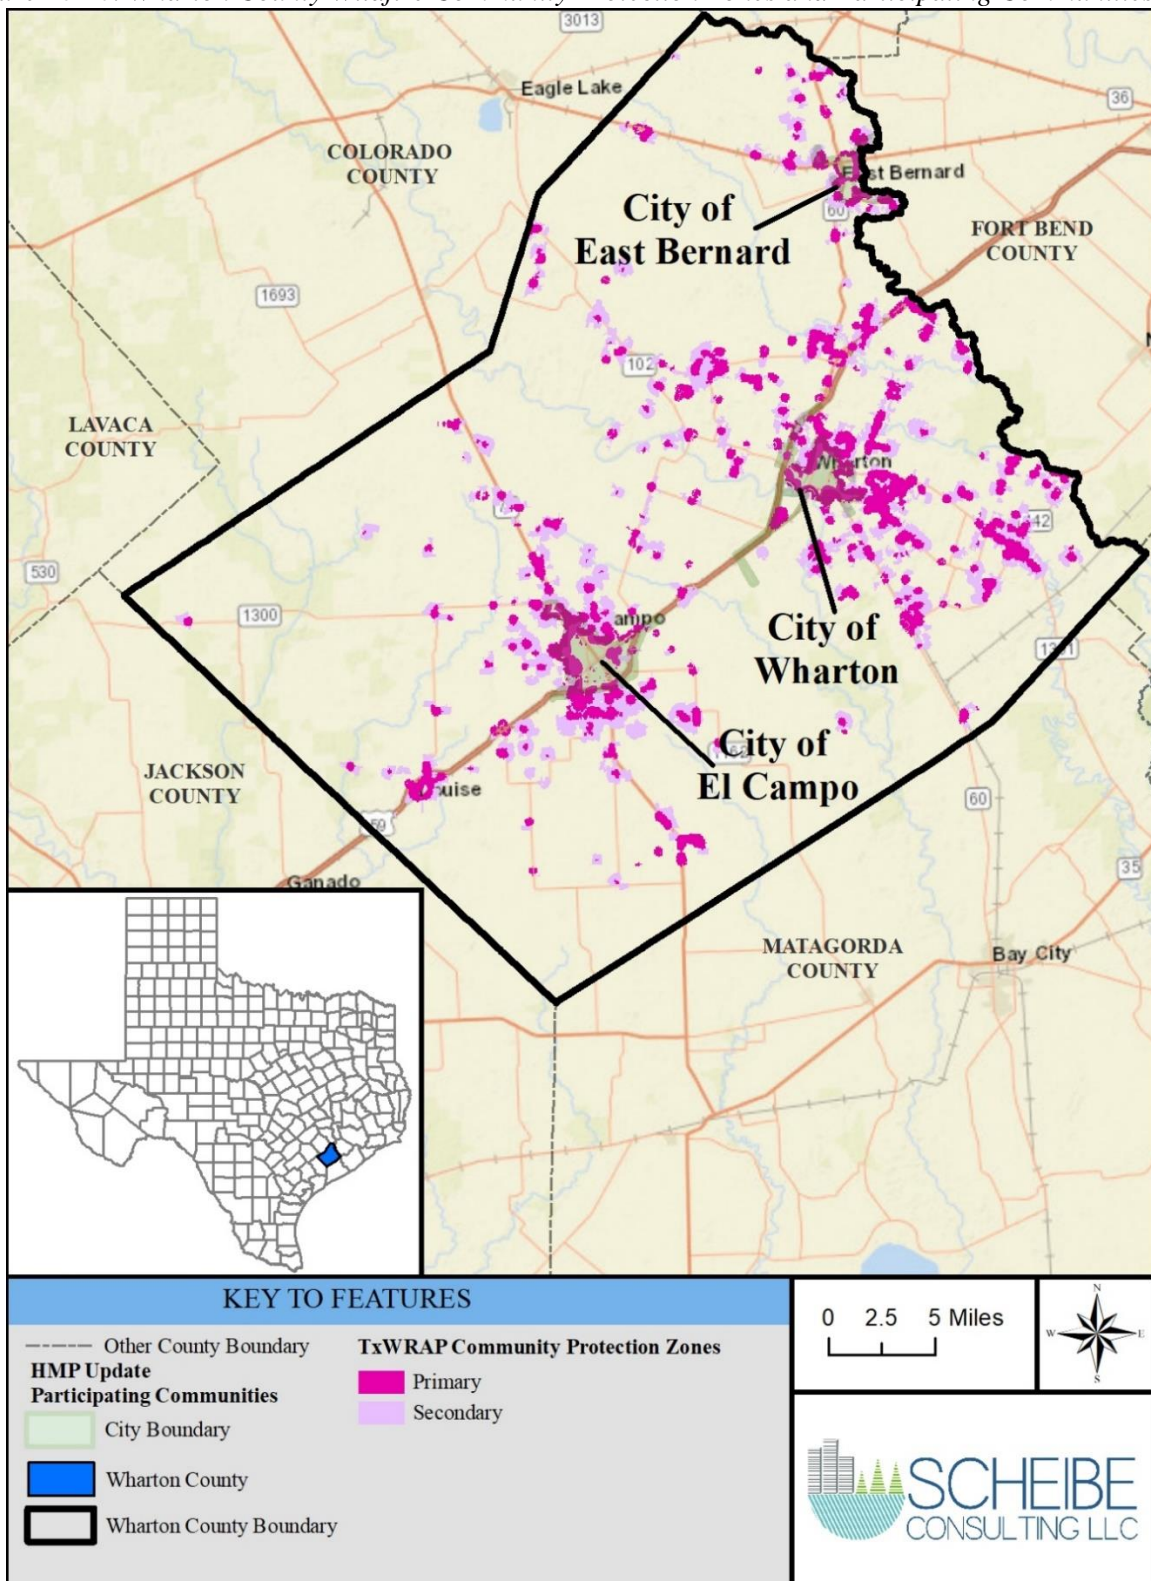 3013
Eagle Lake
36
COLORADO
COUNTY
East Bernard
City of
East Bernard
60
FORT BEND
COUNTY
1693
102
LAVACA
COUNTY
Wharton
442
530
1300
City of
Wharton
City of
El Campo
JACKSON
COUNTY
60
59
35
Ganado
MATAGORDA
COUNTY
Bay City
KEY TO FEATURES
Other County Boundary
HMP Update
Participating Communities
City Boundary
Wharton County
Wharton County Boundary
TxWRAP Community Protection Zones
Primary
Secondary
0 2.5 5 Miles
N
W E
S
SCHEIBE
CONSULTING LLC